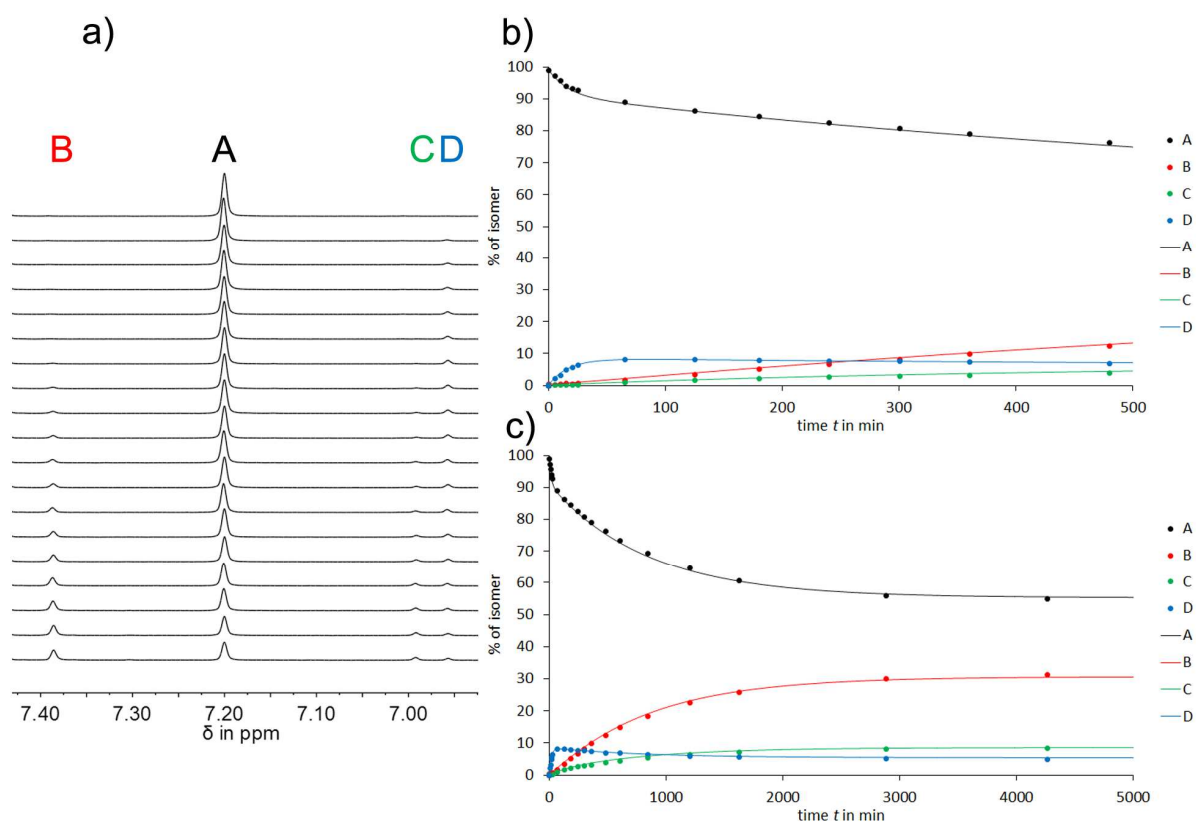 a)
B A C D
7.40 7.30 7.20 7.10 7.00
δ in ppm
b)
100
90
80
70
60
50
40
30
20
10
0
% of isomer
0 100 200 300 400 500
time t in min
A
B
C
D
A
B
C
D
c)
100
90
80
70
60
50
40
30
20
10
0
% of isomer
0 1000 2000 3000 4000 5000
time t in min
A
B
C
D
A
B
C
D